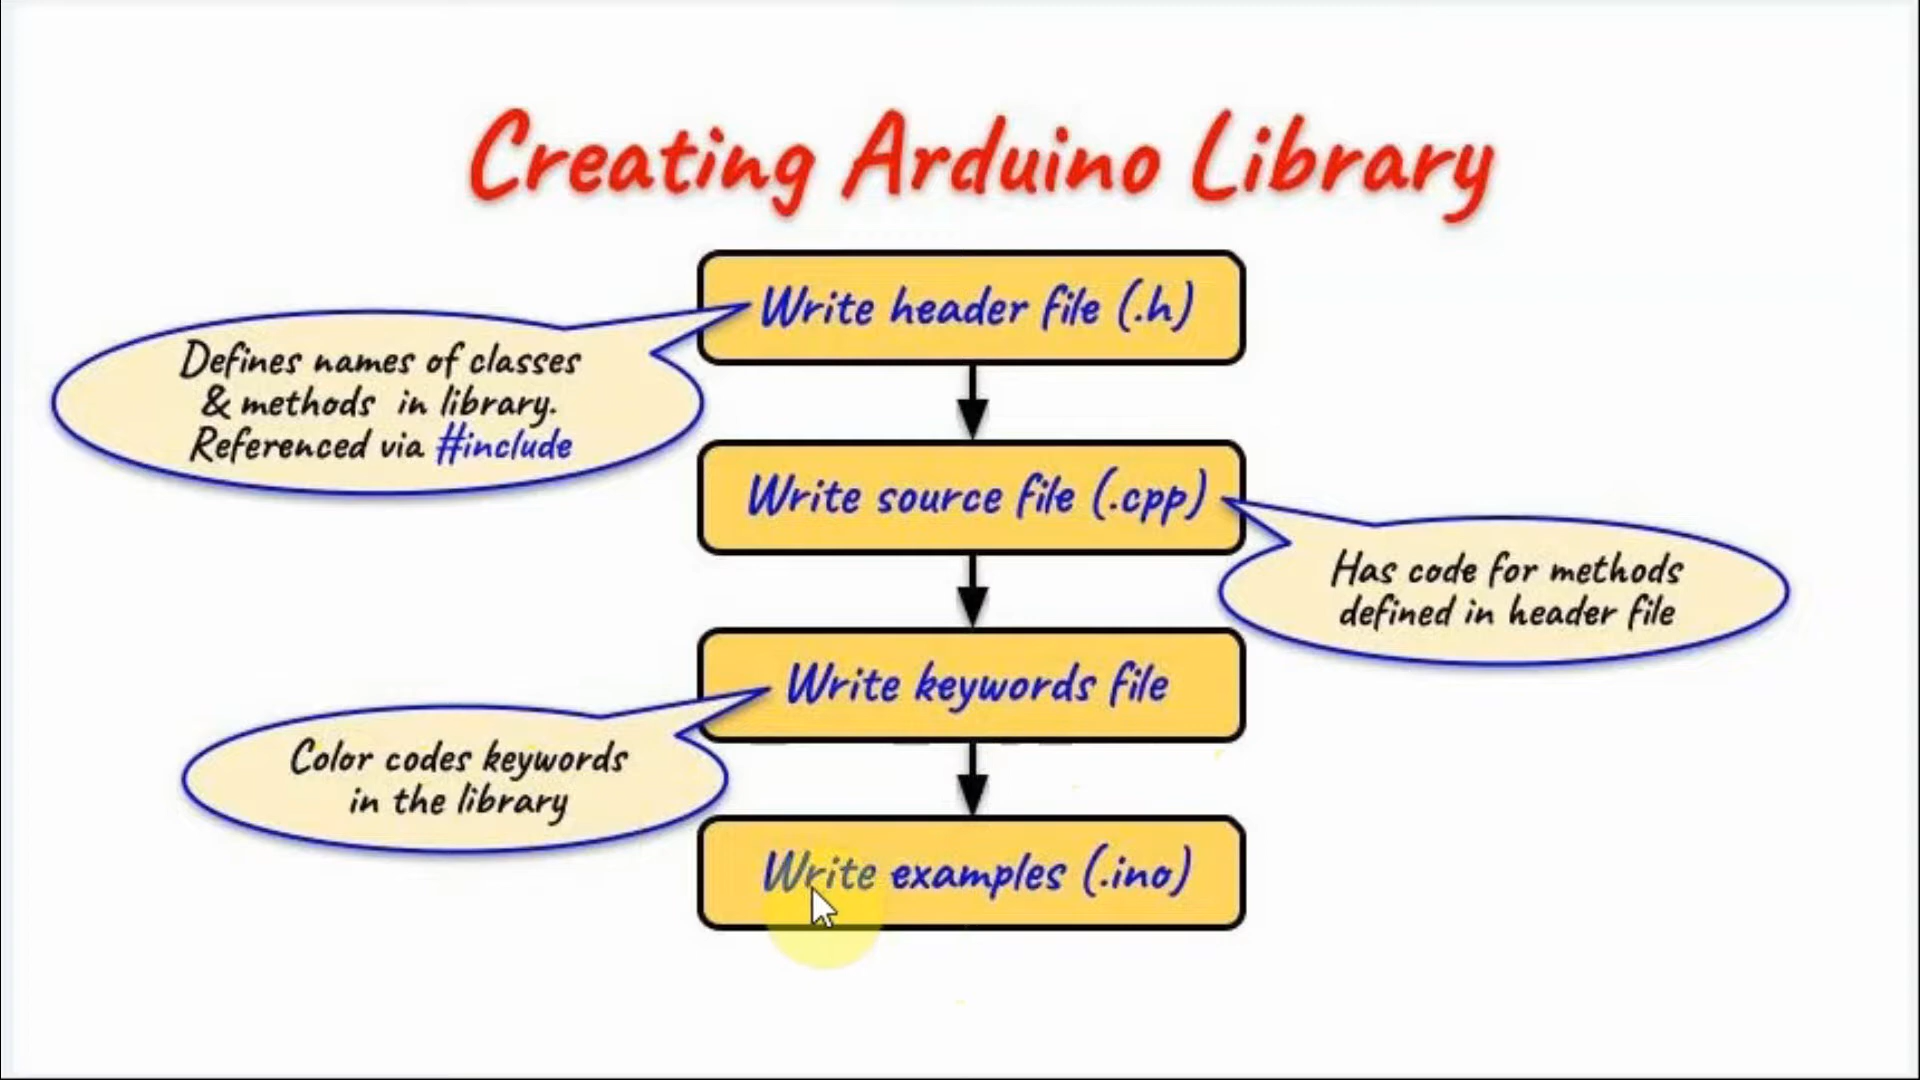 Creating Arduino Library
Write header file (.h)
Defines names of classes
& methods in library.
Referenced via #include
Write source file (.cpp)
Has code for methods
defined in header file
Write keywords file
Color codes keywords
in the library
Write examples (.ino)